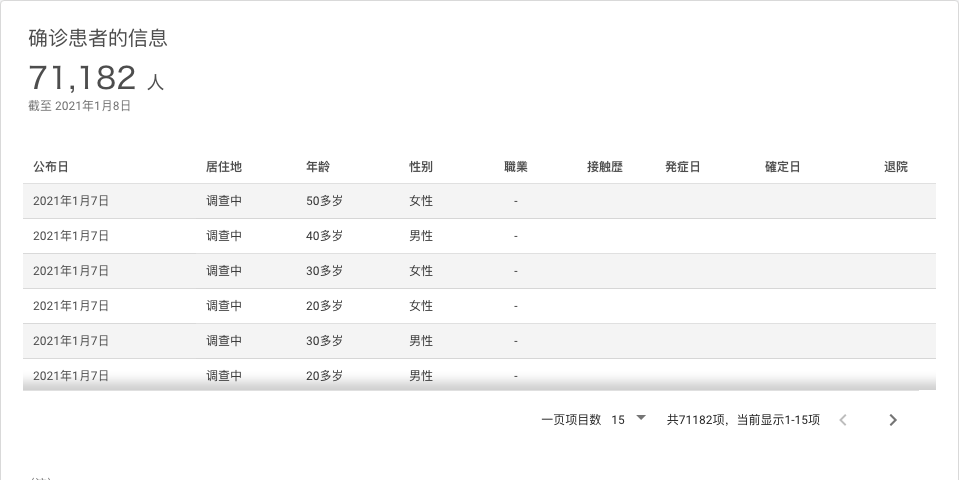 确诊患者的信息
71,182 人
截至 2021年1月8日
公布日 居住地 年龄 性别 職業 接触歴 発症日 確定日 退院
2021年1月7日 调查中 50多岁 女性 -
2021年1月7日 调查中 40多岁 男性 -
2021年1月7日 调查中 30多岁 女性 -
2021年1月7日 调查中 20多岁 女性 -
2021年1月7日 调查中 30多岁 男性 -
2021年1月7日 调查中 20多岁 男性 -
一页项目数 15 共71182项，当前显示1-15项